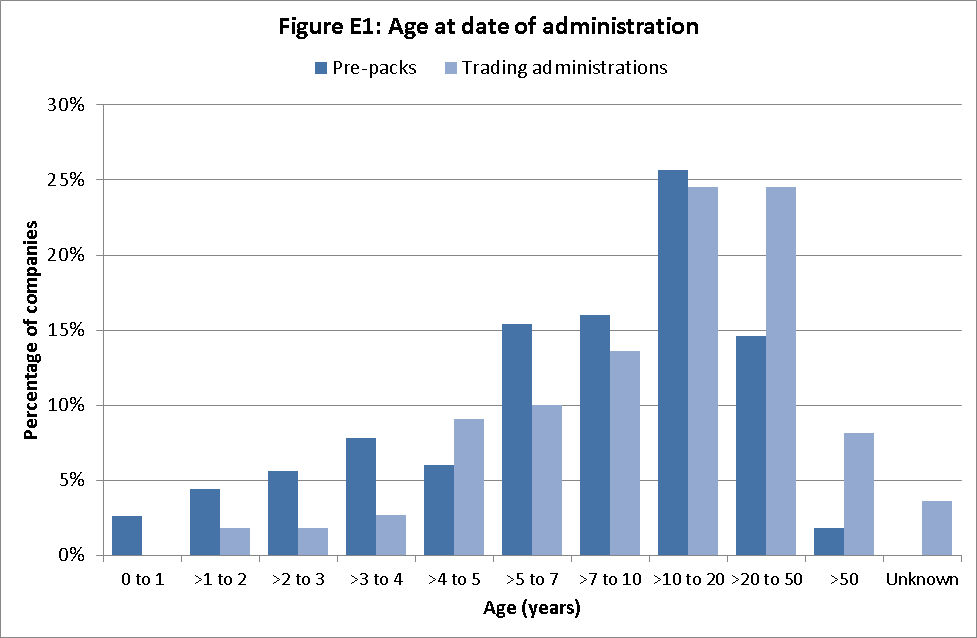 Figure E1: Age at date of administration
Pre-packs Trading administrations
30%
25%
20%
15%
10%
5%
0%
Percentage of companies
0 to 1 >1 to 2 >2 to 3 >3 to 4 >4 to 5 >5 to 7 >7 to 10 >10 to 20 >20 to 50 >50 Unknown
Age (years)